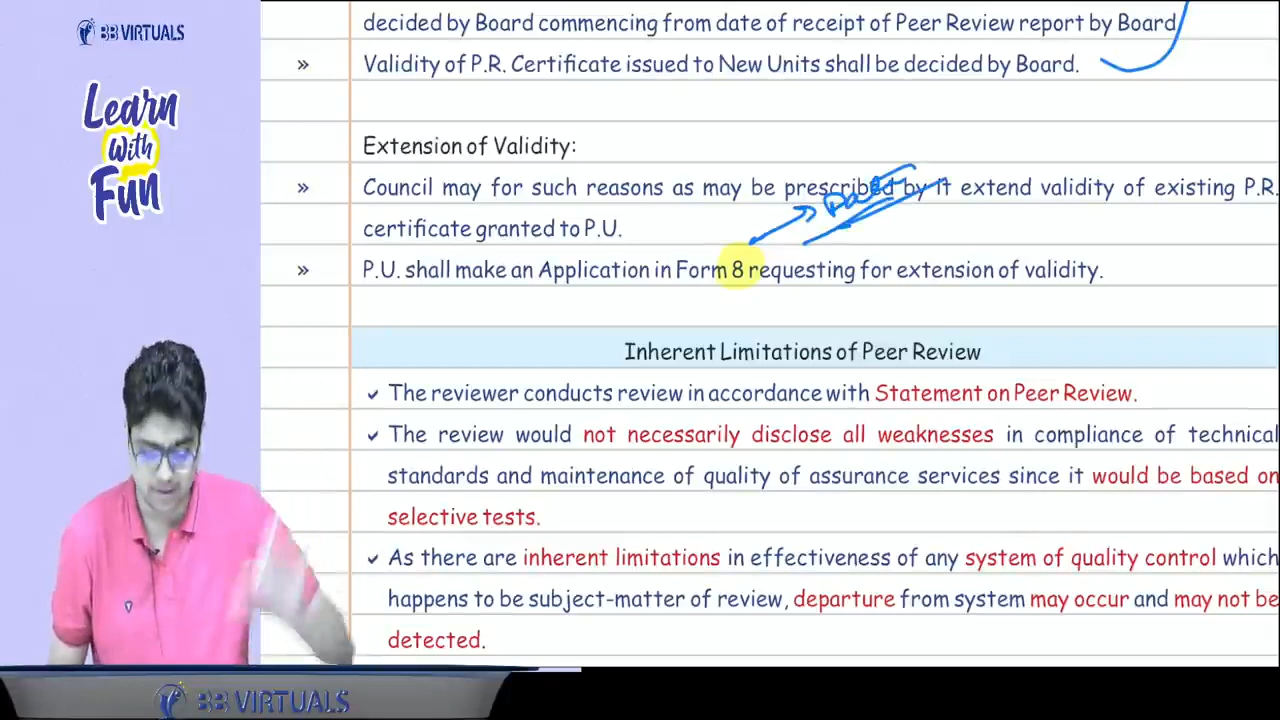 BB VIRTUALS
Learn
With
Fun
decided by Board commencing from date of receipt of Peer Review report by Board
» Validity of P.R. Certificate issued to New Units shall be decided by Board.
Extension of Validity:
» Council may for such reasons as may be prescribed by it extend validity of existing P.R.
certificate granted to P.U.
» P.U. shall make an Application in Form 8 requesting for extension of validity.
Inherent Limitations of Peer Review
✓ The reviewer conducts review in accordance with Statement on Peer Review.
✓ The review would not necessarily disclose all weaknesses in compliance of technical
standards and maintenance of quality of assurance services since it would be based on
selective tests.
✓ As there are inherent limitations in effectiveness of any system of quality control which
happens to be subject-matter of review, departure from system may occur and may not be
detected.
BB VIRTUALS